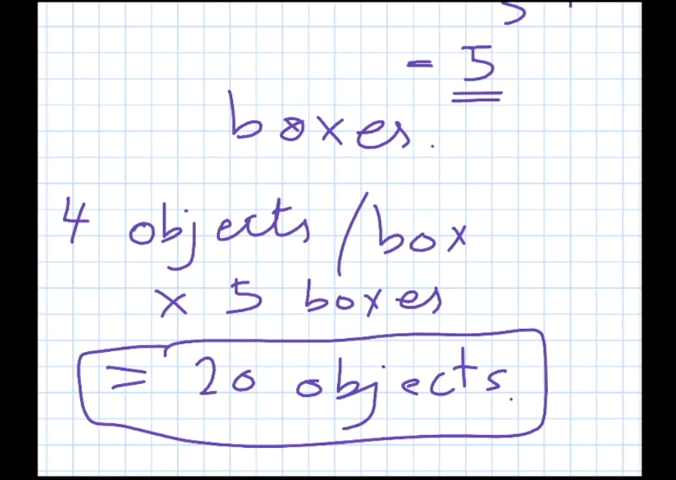 = 5
boxes.
4 objects / box
x 5 boxes
= 20 objects.